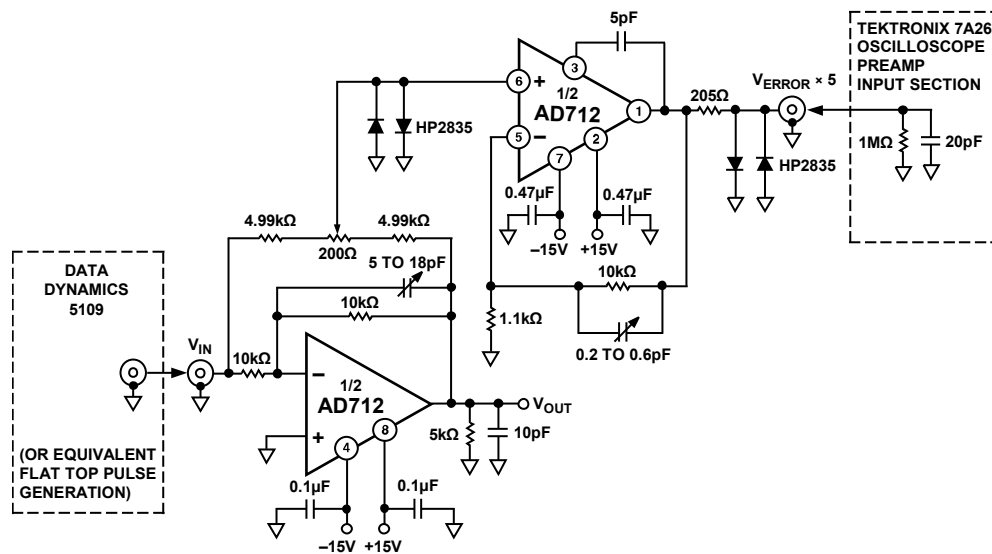 5pF
TEKTRONIX 7A26
OSCILLOSCOPE
PREAMP
INPUT SECTION
VERROR × 5
3
6
+
1/2
AD712
1
205Ω
5
−
2
7
HP2835
1MΩ
20pF
HP2835
0.47µF
0.47µF
–15V
+15V
4.99kΩ
4.99kΩ
200Ω
5 TO 18pF
10kΩ
10kΩ
1.1kΩ
0.2 TO 0.6pF
DATA
DYNAMICS
5109
VIN
10kΩ
−
1/2
AD712
+
4
8
VOUT
5kΩ
10pF
(OR EQUIVALENT
FLAT TOP PULSE
GENERATION)
0.1µF
0.1µF
–15V
+15V